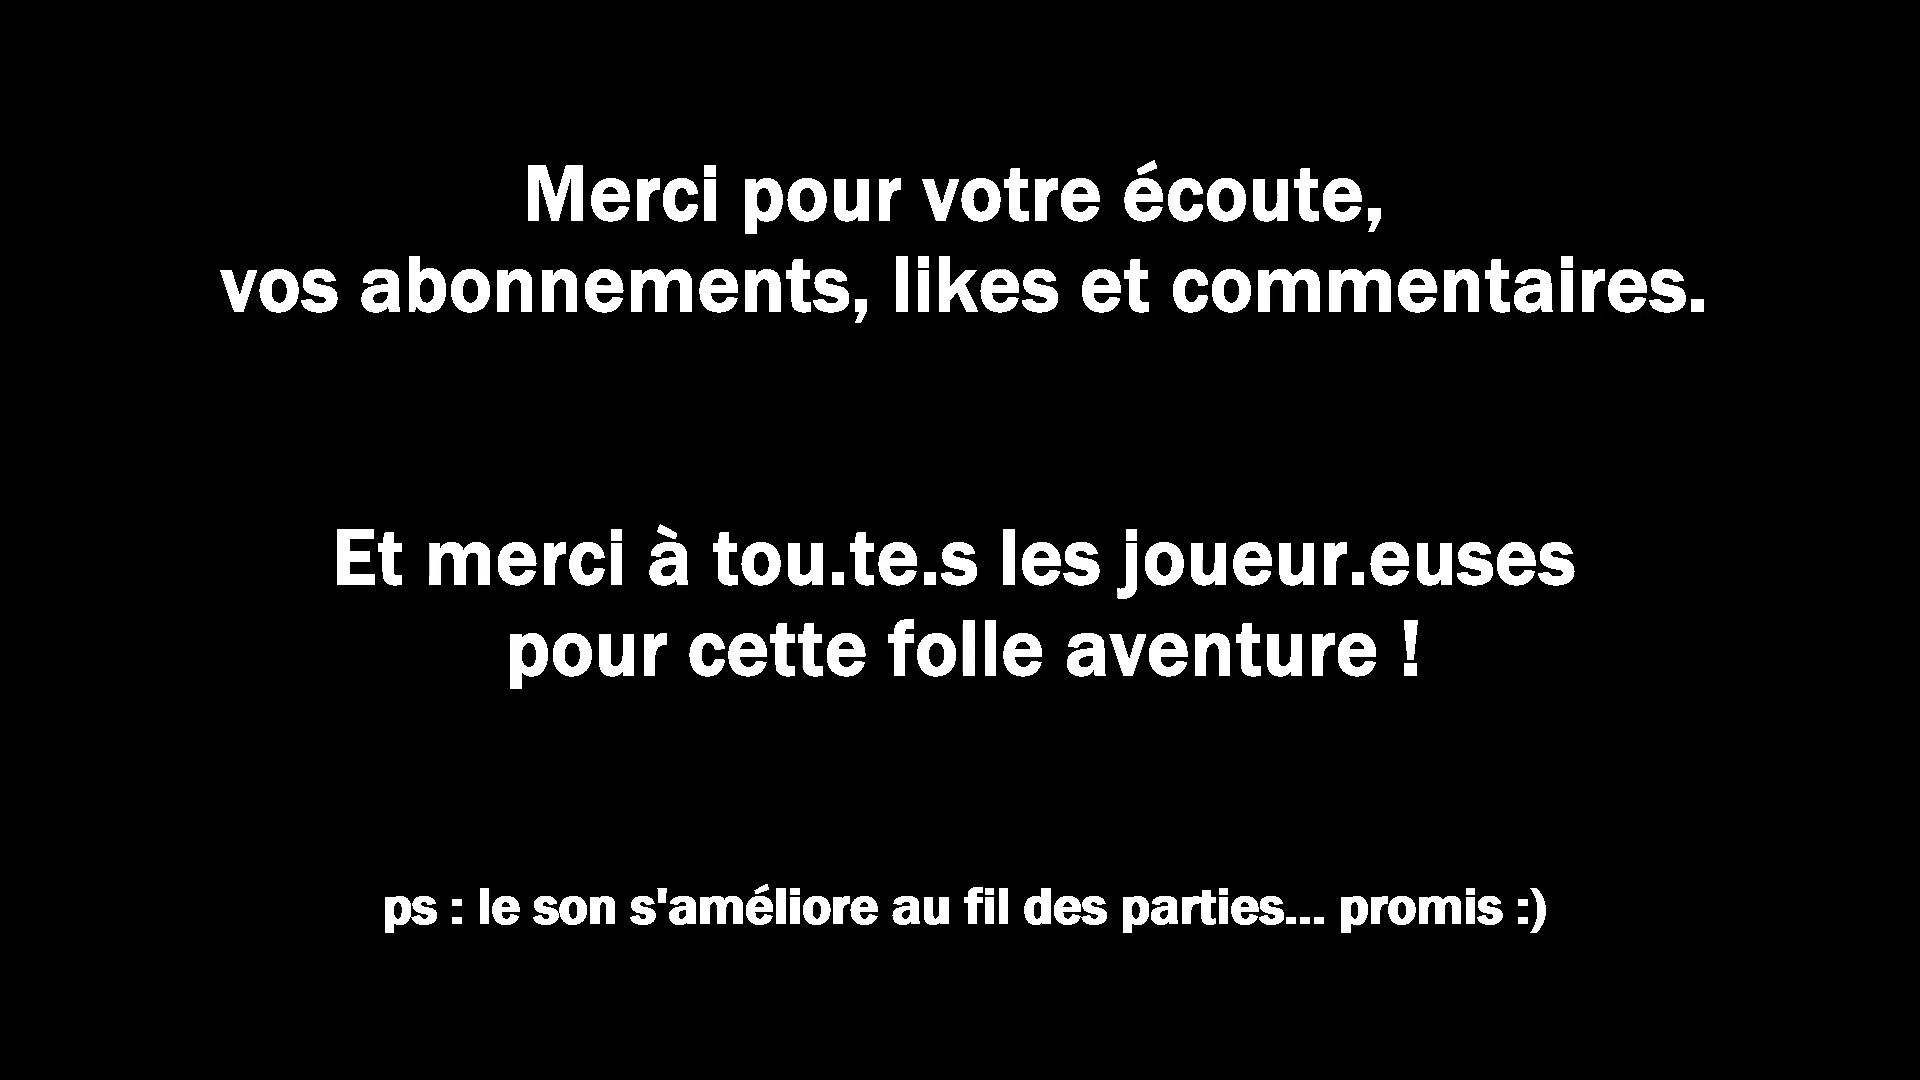 Merci pour votre écoute,
vos abonnements, likes et commentaires.
Et merci à tou.te.s les joueur.euses
pour cette folle aventure !
ps : le son s'améliore au fil des parties... promis :)